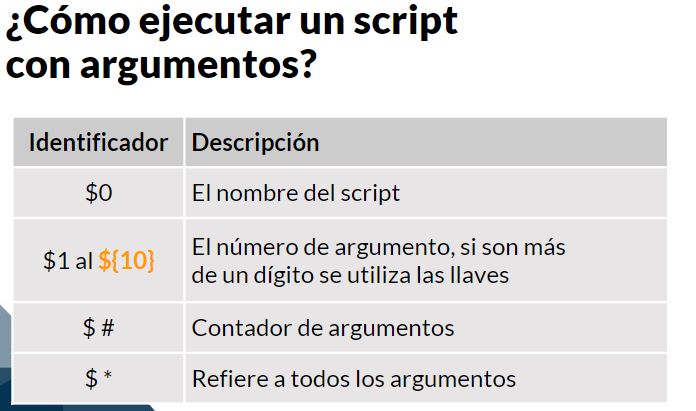 ¿Cómo ejecutar un script
con argumentos?
Identificador Descripción
$0 El nombre del script
$1 al ${10} El número de argumento, si son más
de un dígito se utiliza las llaves
$ # Contador de argumentos
$ * Refiere a todos los argumentos